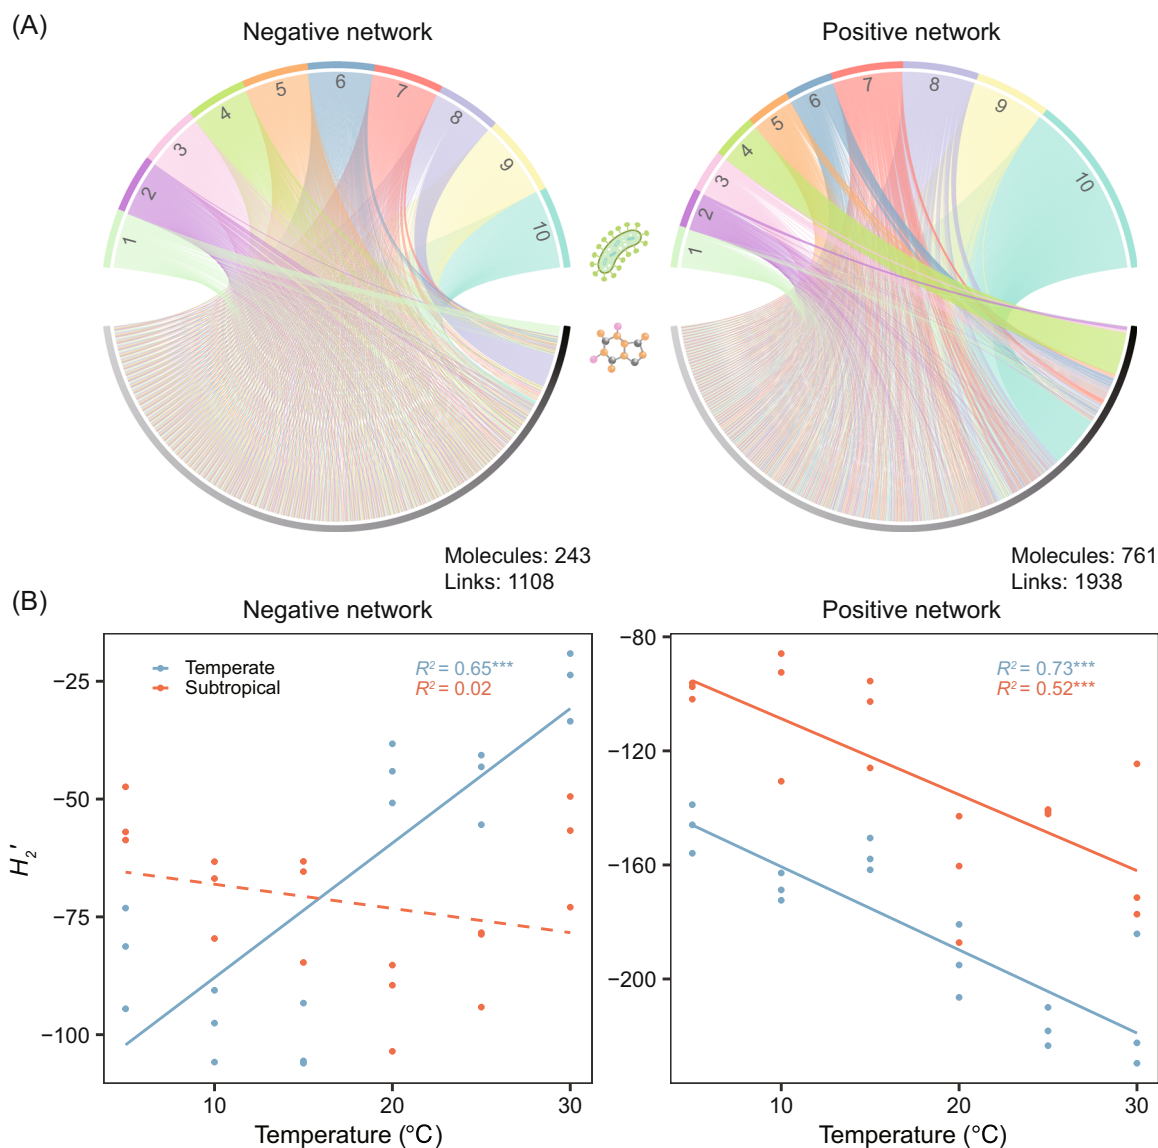 (A)
Negative network
Positive network
1
2
3
4
5
6
7
8
9
10
1
2
3
4
5
6
7
8
9
10
Molecules: 243
Links: 1108
Molecules: 761
Links: 1938
(B)
Negative network
Positive network
Temperate
Subtropical
R² = 0.65***
R² = 0.02
R² = 0.73***
R² = 0.52***
H₂′
−25
−50
−75
−100
−80
−120
−160
−200
10
20
30
10
20
30
Temperature (°C)
Temperature (°C)